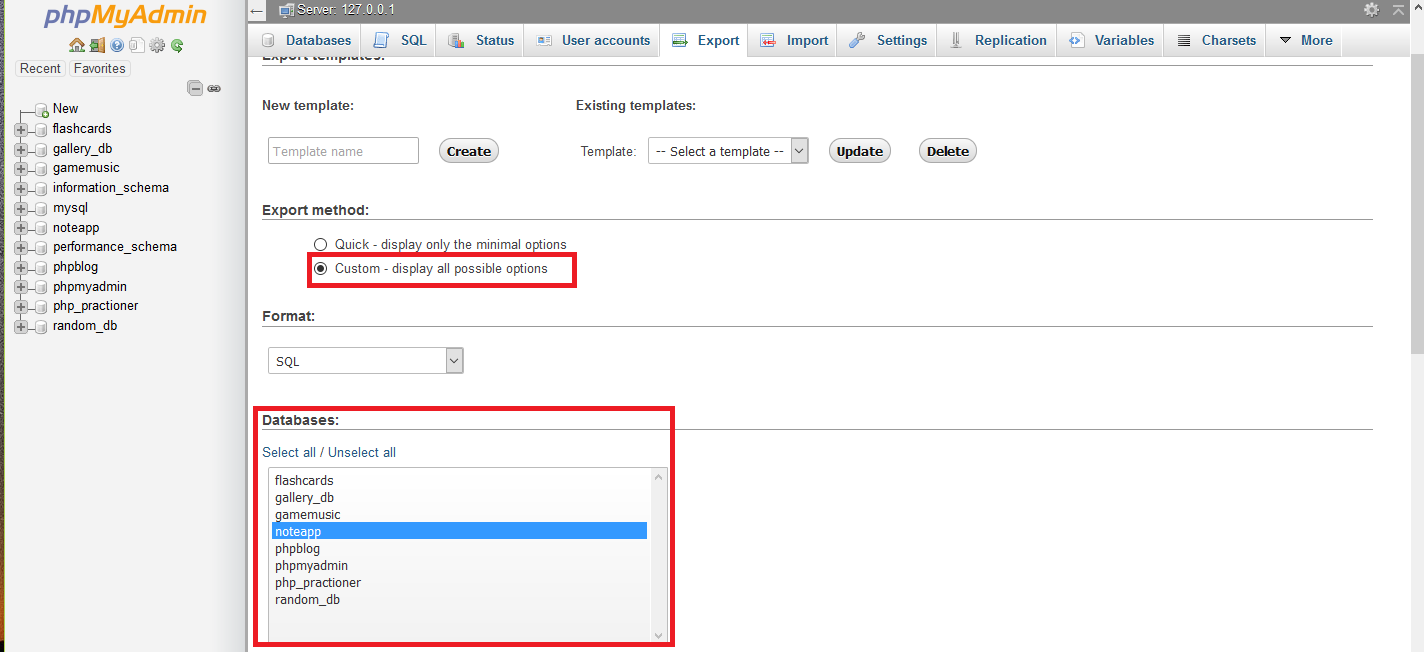 phpMyAdmin
Recent Favorites
New
flashcards
gallery_db
gamemusic
information_schema
mysql
noteapp
performance_schema
phpblog
phpmyadmin
php_practioner
random_db
Server: 127.0.0.1
Databases SQL Status User accounts Export Import Settings Replication Variables Charsets More
Export templates:
New template: Existing templates:
Template name Create Template: -- Select a template -- Update Delete
Export method:
Quick - display only the minimal options
Custom - display all possible options
Format:
SQL
Databases:
Select all / Unselect all
flashcards
gallery_db
gamemusic
noteapp
phpblog
phpmyadmin
php_practioner
random_db